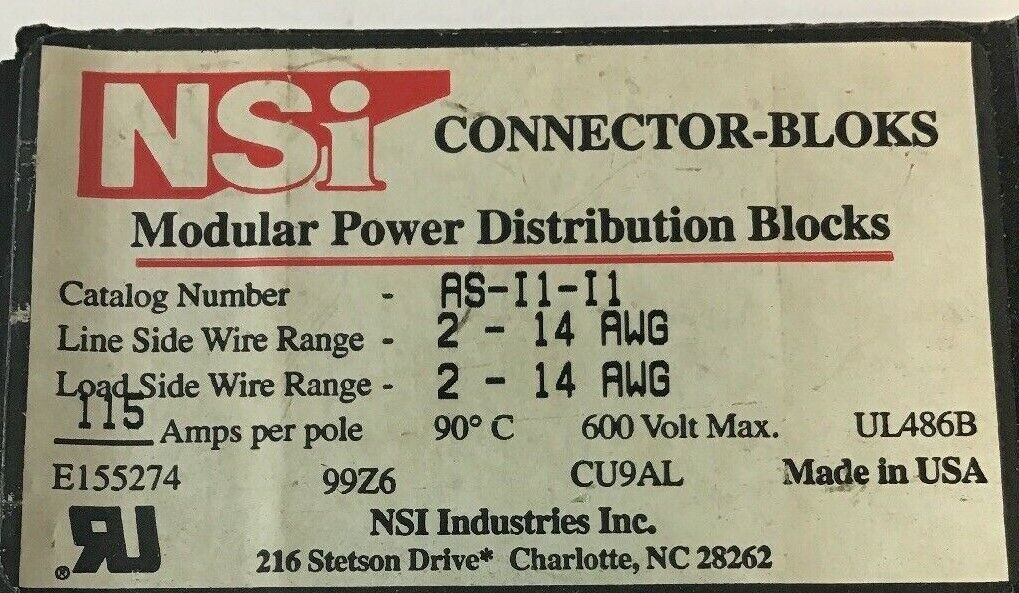 NSi CONNECTOR-BLOKS
Modular Power Distribution Blocks
Catalog Number - AS-I1-I1
Line Side Wire Range - 2 - 14 AWG
Load Side Wire Range - 2 - 14 AWG
115 Amps per pole 90° C 600 Volt Max. UL486B
E155274 99Z6 CU9AL Made in USA
NSI Industries Inc.
216 Stetson Drive* Charlotte, NC 28262
RU ®